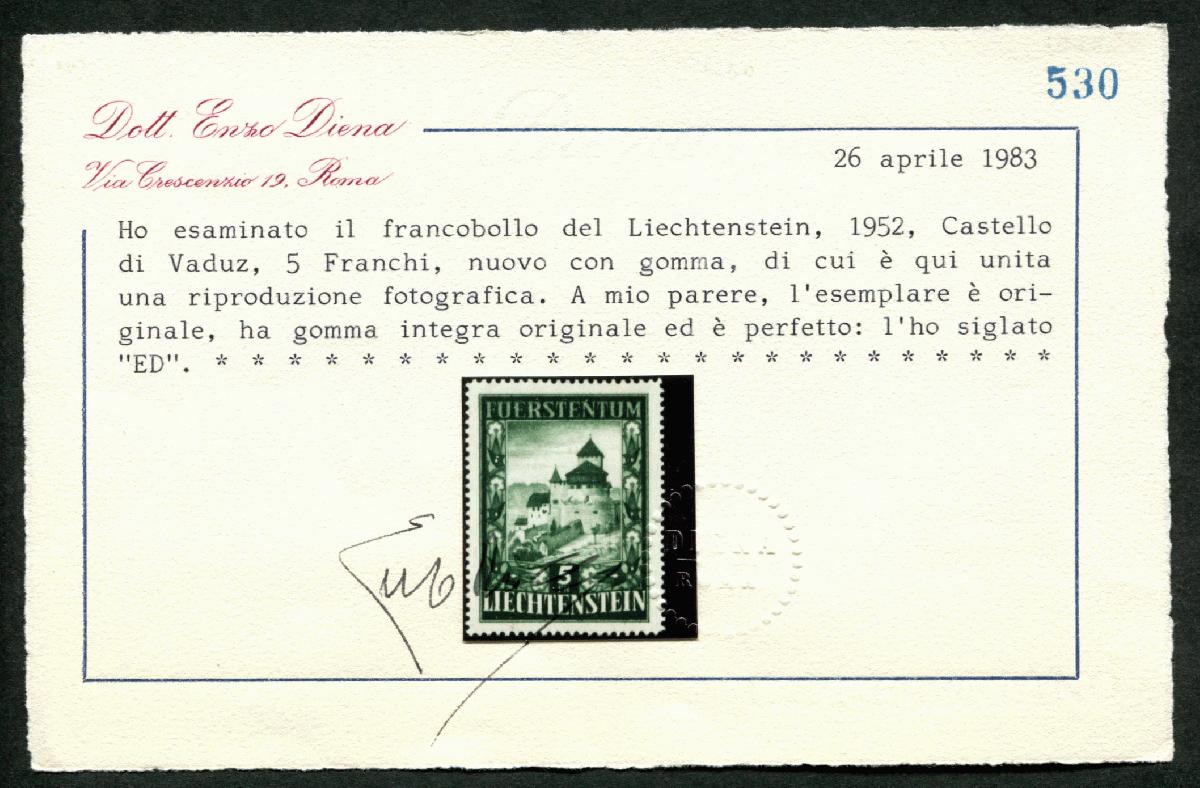 530
Dott. Enzo Diena
Via Crescenzio 19, Roma
26 aprile 1983
Ho esaminato il francobollo del Liechtenstein, 1952, Castello
di Vaduz, 5 Franchi, nuovo con gomma, di cui è qui unita
una riproduzione fotografica. A mio parere, l'esemplare è ori-
ginale, ha gomma integra originale ed è perfetto: l'ho siglato
"ED". * * * * * * * * * * * * * * * * * * * * * * * *
FUERSTENTUM
5
LIECHTENSTEIN
DIENA